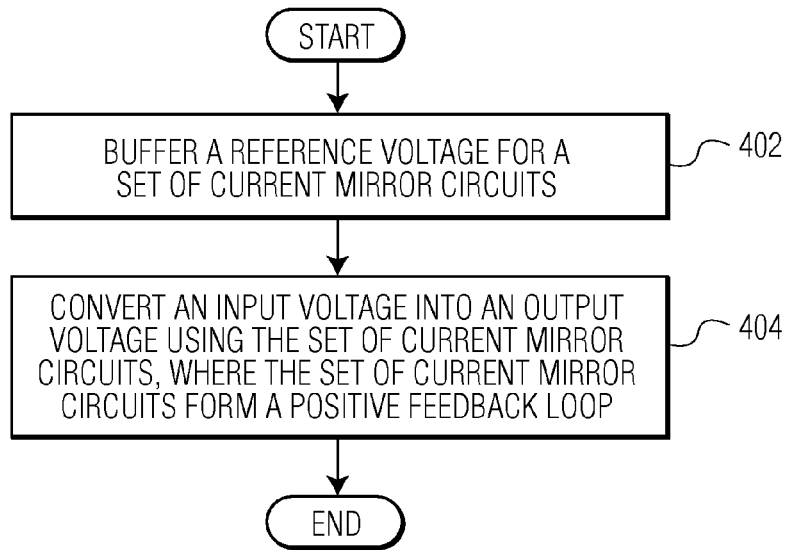 START
BUFFER A REFERENCE VOLTAGE FOR A
SET OF CURRENT MIRROR CIRCUITS
402
CONVERT AN INPUT VOLTAGE INTO AN OUTPUT
VOLTAGE USING THE SET OF CURRENT MIRROR
CIRCUITS, WHERE THE SET OF CURRENT MIRROR
CIRCUITS FORM A POSITIVE FEEDBACK LOOP
404
END